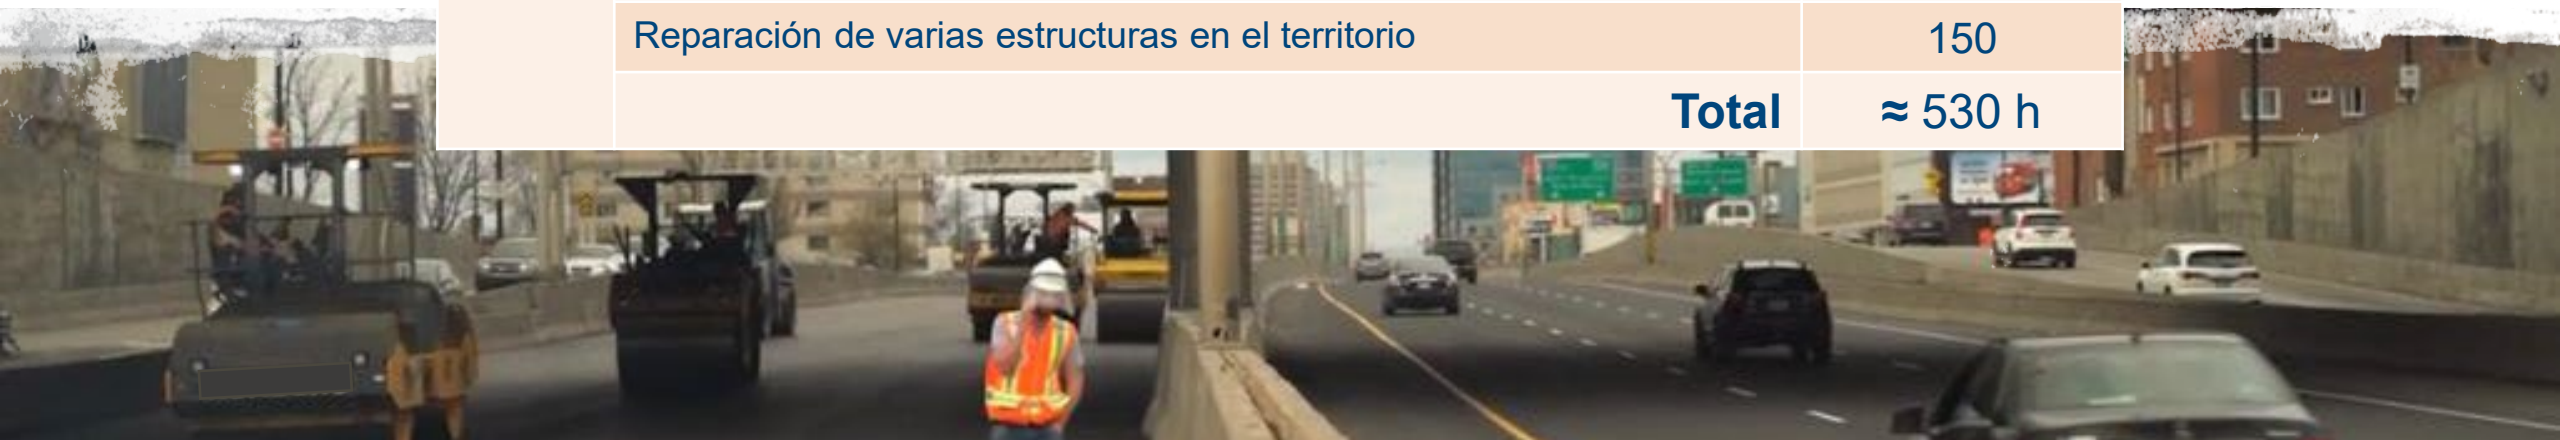 Reparación de varias estructuras en el territorio 150
Total ≈ 530 h